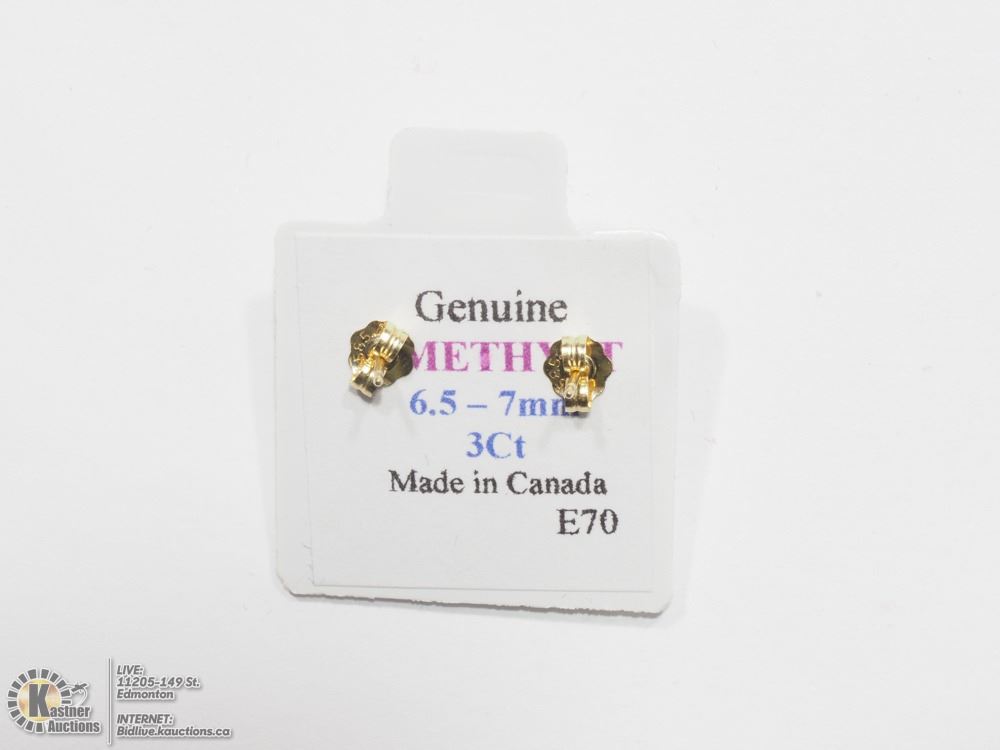 Genuine
METHY T
6.5 – 7mm
3Ct
Made in Canada
E70
Kastner
Auctions
LIVE:
11205-149 St.
Edmonton
INTERNET:
Bidlive.kauctions.ca